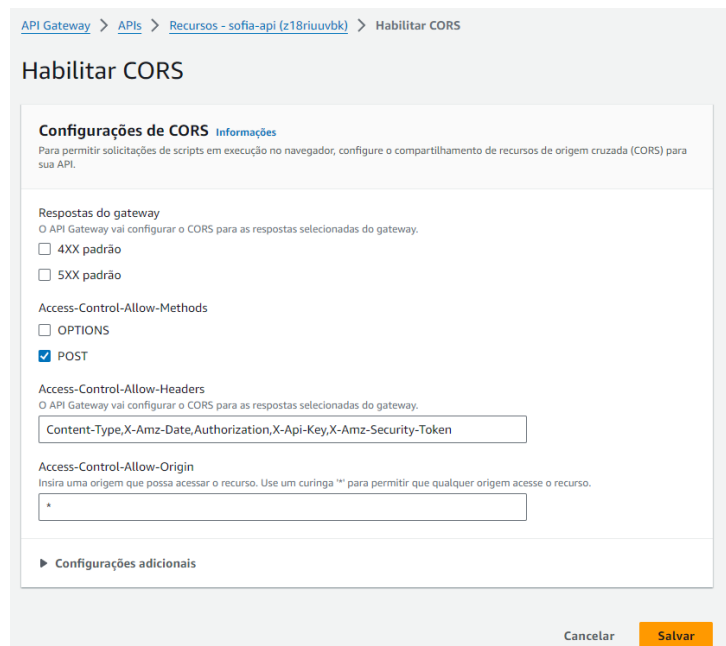 API Gateway > APIs > Recursos - sofia-api (z18riuuvbk) > Habilitar CORS
Habilitar CORS
Configurações de CORS Informações
Para permitir solicitações de scripts em execução no navegador, configure o compartilhamento de recursos de origem cruzada (CORS) para
sua API.
Respostas do gateway
O API Gateway vai configurar o CORS para as respostas selecionadas do gateway.
4XX padrão
5XX padrão
Access-Control-Allow-Methods
OPTIONS
POST
Access-Control-Allow-Headers
O API Gateway vai configurar o CORS para as respostas selecionadas do gateway.
Content-Type,X-Amz-Date,Authorization,X-Api-Key,X-Amz-Security-Token
Access-Control-Allow-Origin
Insira uma origem que possa acessar o recurso. Use um curinga '*' para permitir que qualquer origem acesse o recurso.
*
Configurações adicionais
Cancelar Salvar